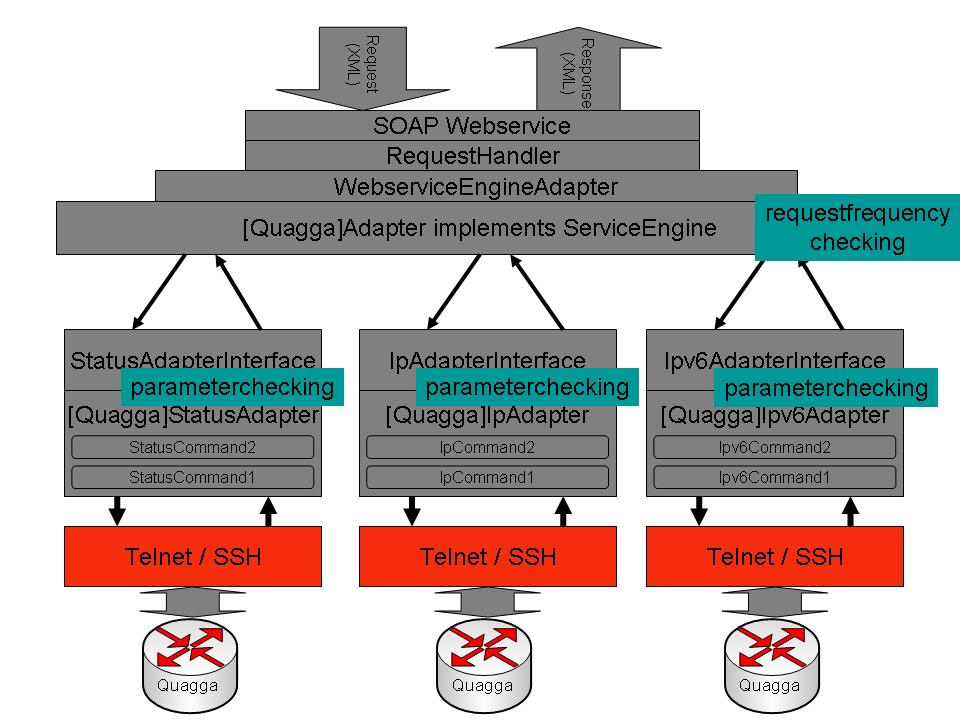 Request
(XML)
Response
(XML)
SOAP Webservice
RequestHandler
WebserviceEngineAdapter
[Quagga]Adapter implements ServiceEngine
requestfrequency
checking
StatusAdapterInterface
parameterchecking
[Quagga]StatusAdapter
StatusCommand2
StatusCommand1
Telnet / SSH
Quagga
IpAdapterInterface
parameterchecking
[Quagga]IpAdapter
IpCommand2
IpCommand1
Telnet / SSH
Quagga
Ipv6AdapterInterface
parameterchecking
[Quagga]Ipv6Adapter
Ipv6Command2
Ipv6Command1
Telnet / SSH
Quagga